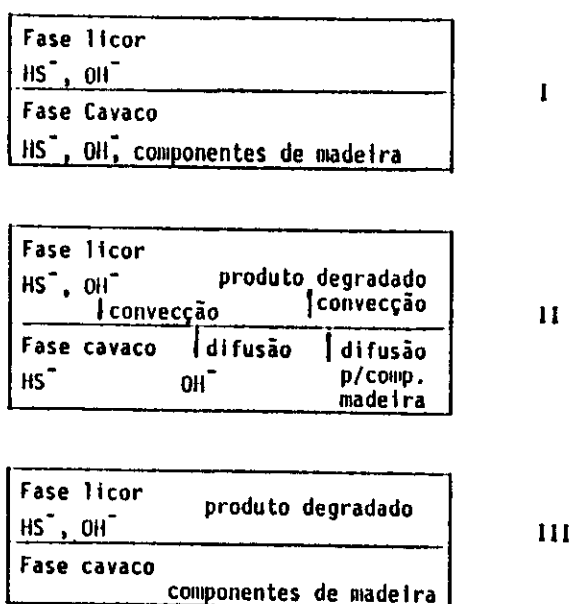 Fase licor
HS⁻, OH⁻
I
Fase Cavaco
HS⁻, OH⁻, componentes de madeira
Fase licor
HS⁻, OH⁻ produto degradado
convecção convecção
II
Fase cavaco difusão difusão
HS⁻ OH⁻ p/comp.
madeira
Fase licor
produto degradado
HS⁻, OH⁻
III
Fase cavaco
componentes de madeira